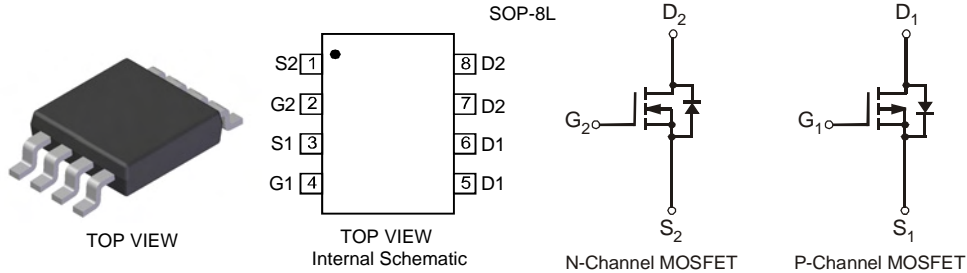 SOP-8L
S2 1
G2 2
S1 3
G1 4
8 D2
7 D2
6 D1
5 D1
TOP VIEW
TOP VIEW
Internal Schematic
D2
G2
S2
N-Channel MOSFET
D1
G1
S1
P-Channel MOSFET